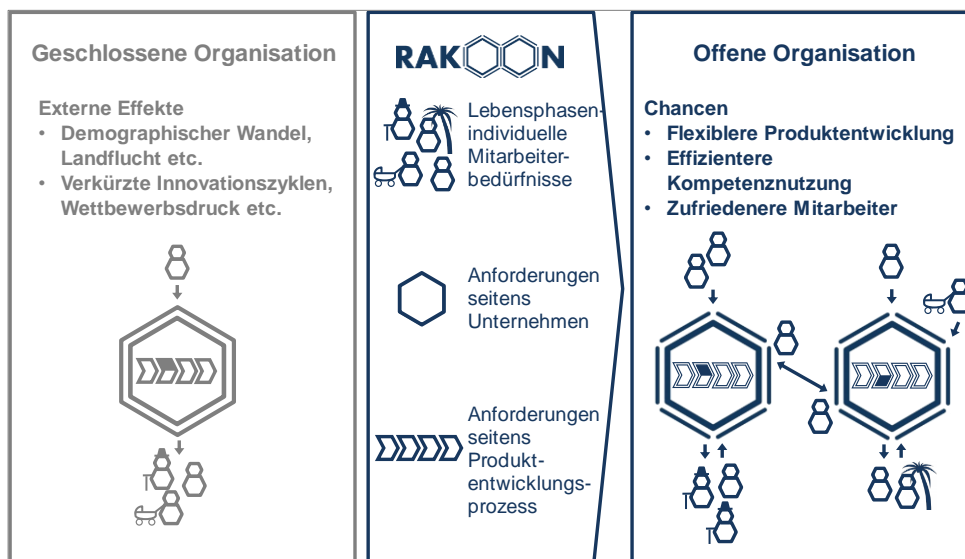 Geschlossene Organisation
Externe Effekte
• Demographischer Wandel,
Landflucht etc.
• Verkürzte Innovationszyklen,
Wettbewerbsdruck etc.
RAKOON
Lebensphasen-
individuelle
Mitarbeiter-
bedürfnisse
Anforderungen
seitens
Unternehmen
Anforderungen
seitens
Produkt-
entwicklungs-
prozess
Offene Organisation
Chancen
• Flexiblere Produktentwicklung
• Effizientere
Kompetenznutzung
• Zufriedenere Mitarbeiter